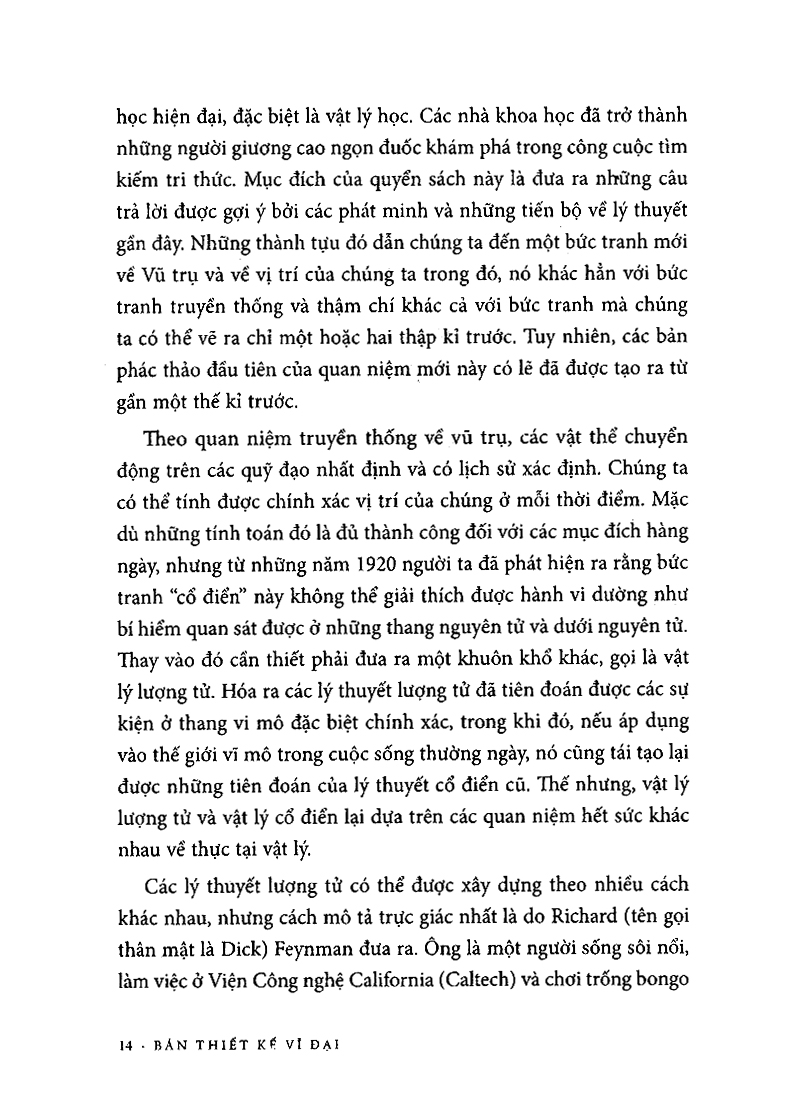 học hiện đại, đặc biệt là vật lý học. Các nhà khoa học đã trở thành
những người giương cao ngọn đuốc khám phá trong công cuộc tìm
kiếm tri thức. Mục đích của quyển sách này là đưa ra những câu
trả lời được gợi ý bởi các phát minh và những tiến bộ về lý thuyết
gần đây. Những thành tựu đó dẫn chúng ta đến một bức tranh mới
về Vũ trụ và về vị trí của chúng ta trong đó, nó khác hẳn với bức
tranh truyền thống và thậm chí khác cả với bức tranh mà chúng
ta có thể vẽ ra chỉ một hoặc hai thập kỉ trước. Tuy nhiên, các bản
phác thảo đầu tiên của quan niệm mới này có lẽ đã được tạo ra từ
gần một thế kỉ trước.
Theo quan niệm truyền thống về vũ trụ, các vật thể chuyển
động trên các quỹ đạo nhất định và có lịch sử xác định. Chúng ta
có thể tính được chính xác vị trí của chúng ở mỗi thời điểm. Mặc
dù những tính toán đó là đủ thành công đối với các mục đích hàng
ngày, nhưng từ những năm 1920 người ta đã phát hiện ra rằng bức
tranh “cổ điển” này không thể giải thích được hành vi dường như
bí hiểm quan sát được ở những thang nguyên tử và dưới nguyên tử.
Thay vào đó cần thiết phải đưa ra một khuôn khổ khác, gọi là vật
lý lượng tử. Hóa ra các lý thuyết lượng tử đã tiên đoán được các sự
kiện ở thang vi mô đặc biệt chính xác, trong khi đó, nếu áp dụng
vào thế giới vĩ mô trong cuộc sống thường ngày, nó cũng tái tạo lại
được những tiên đoán của lý thuyết cổ điển cũ. Thế nhưng, vật lý
lượng tử và vật lý cổ điển lại dựa trên các quan niệm hết sức khác
nhau về thực tại vật lý.
Các lý thuyết lượng tử có thể được xây dựng theo nhiều cách
khác nhau, nhưng cách mô tả trực giác nhất là do Richard (tên gọi
thân mật là Dick) Feynman đưa ra. Ông là một người sống sôi nổi,
làm việc ở Viện Công nghệ California (Caltech) và chơi trống bongo
14 · BẢN THIẾT KẾ VĨ ĐẠI